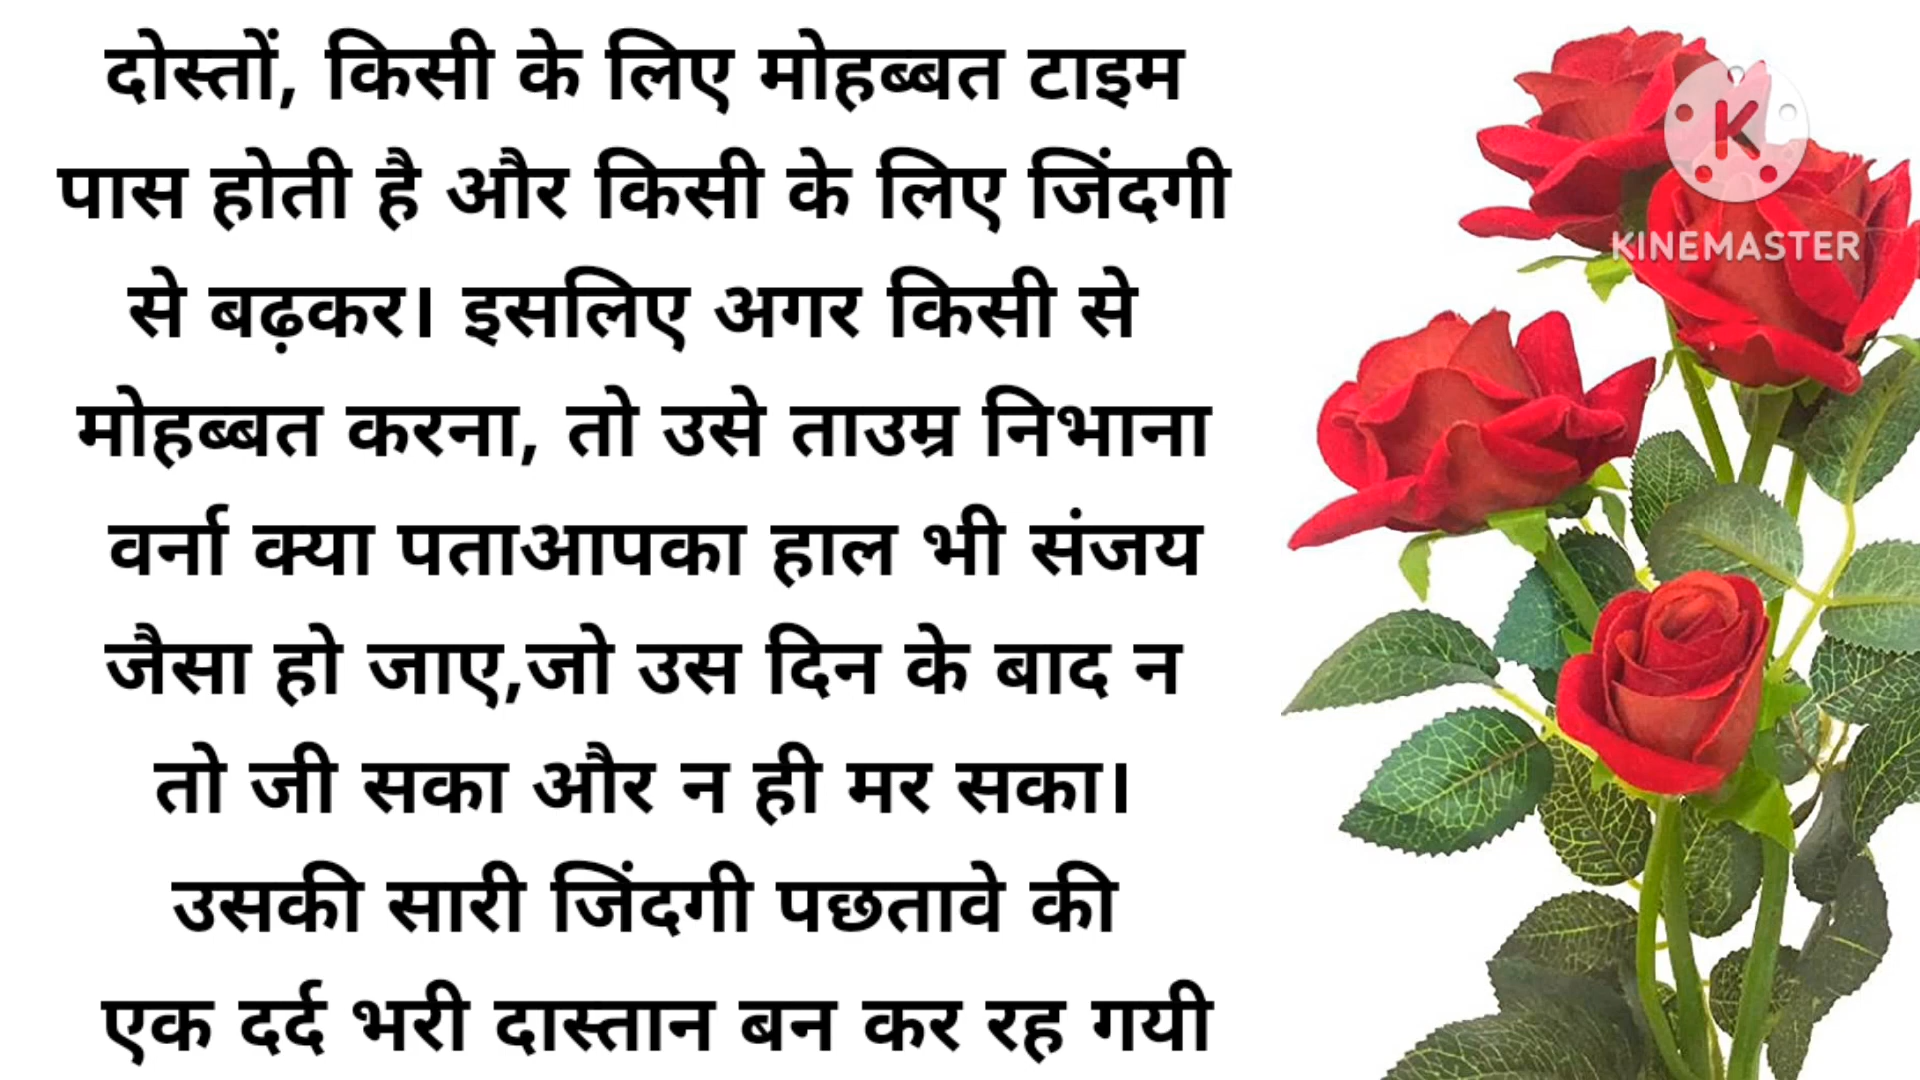 दोस्तों, किसी के लिए मोहब्बत टाइम
पास होती है और किसी के लिए जिंदगी
से बढ़कर। इसलिए अगर किसी से
मोहब्बत करना, तो उसे ताउम्र निभाना
वर्ना क्या पताआपका हाल भी संजय
जैसा हो जाए,जो उस दिन के बाद न
तो जी सका और न ही मर सका।
उसकी सारी जिंदगी पछतावे की
एक दर्द भरी दास्तान बन कर रह गयी
K
KINEMASTER